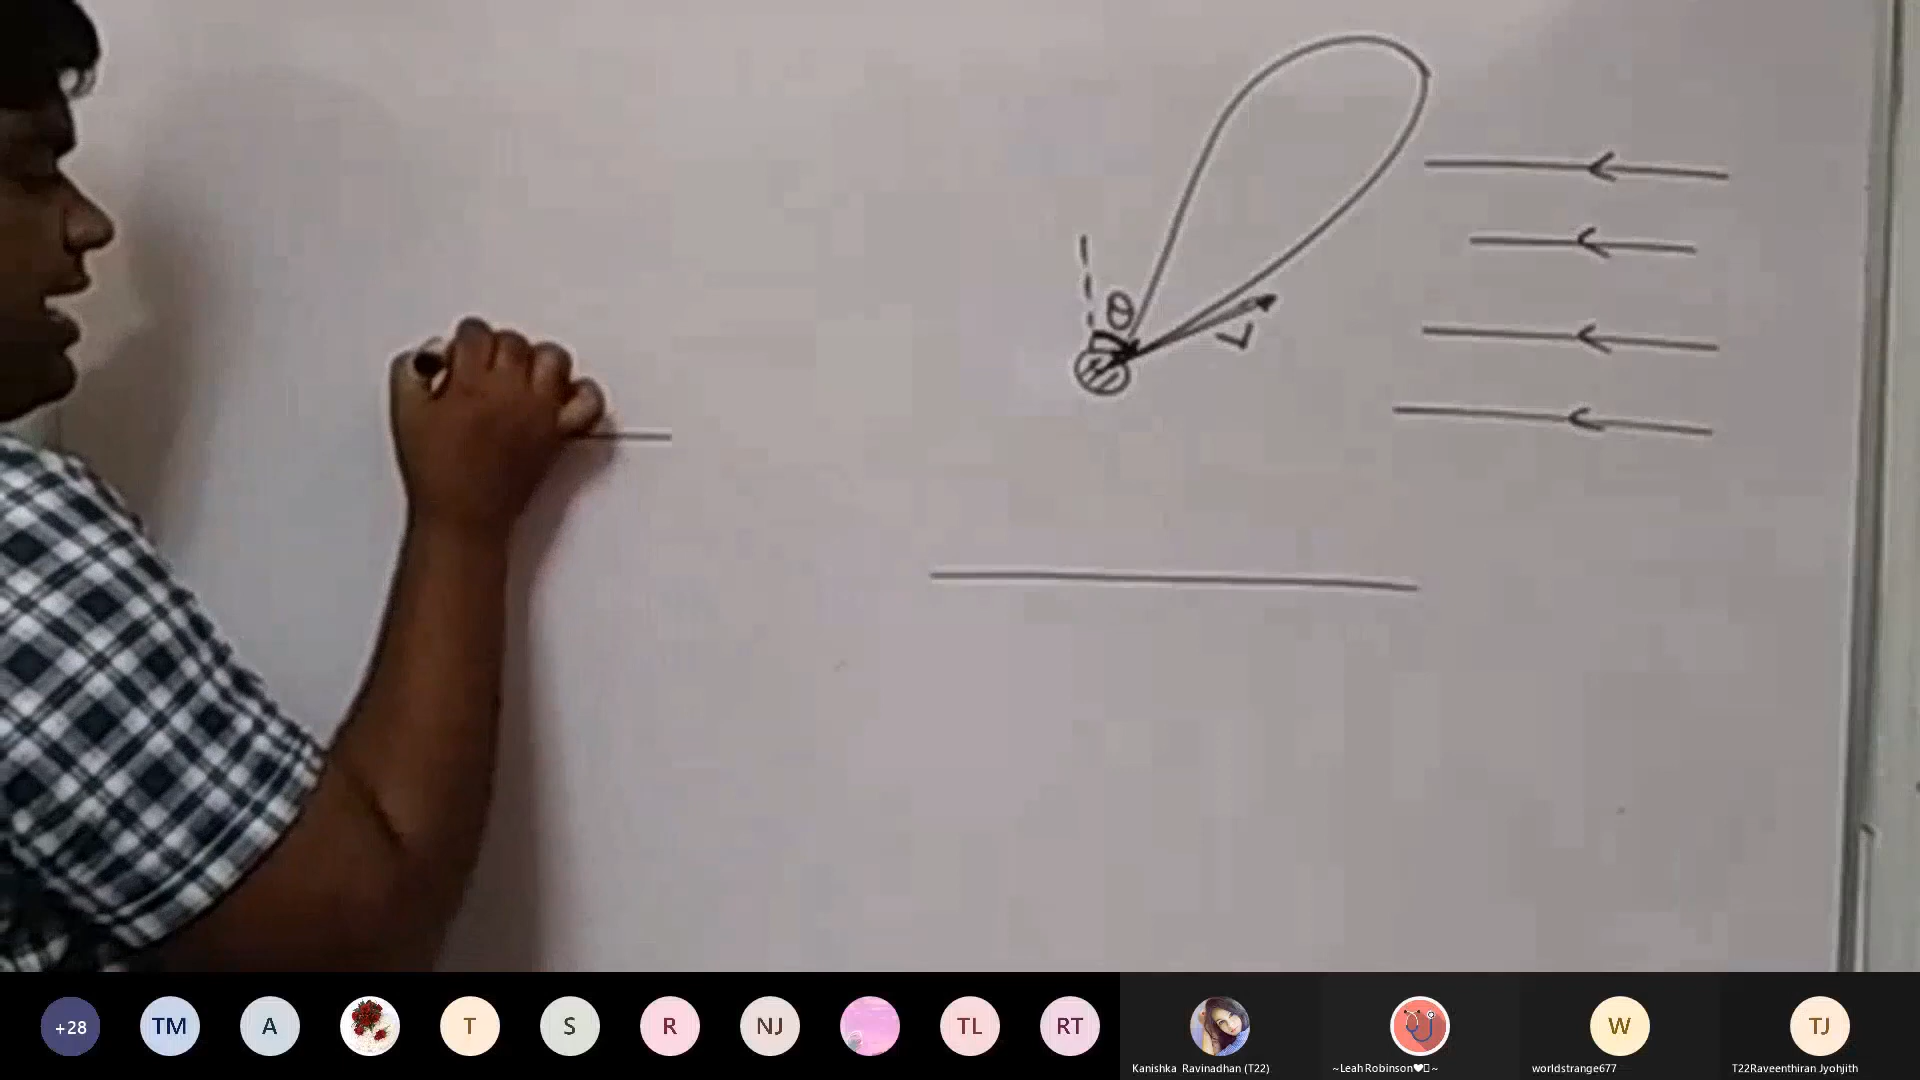 θ
V
+28
TM
A
T
S
R
NJ
TL
RT
W
TJ
Kanishka Ravinadhan (T22)
~Leah Robinson❤~
worldstrange677
T22Raveenthiran Jyohjith